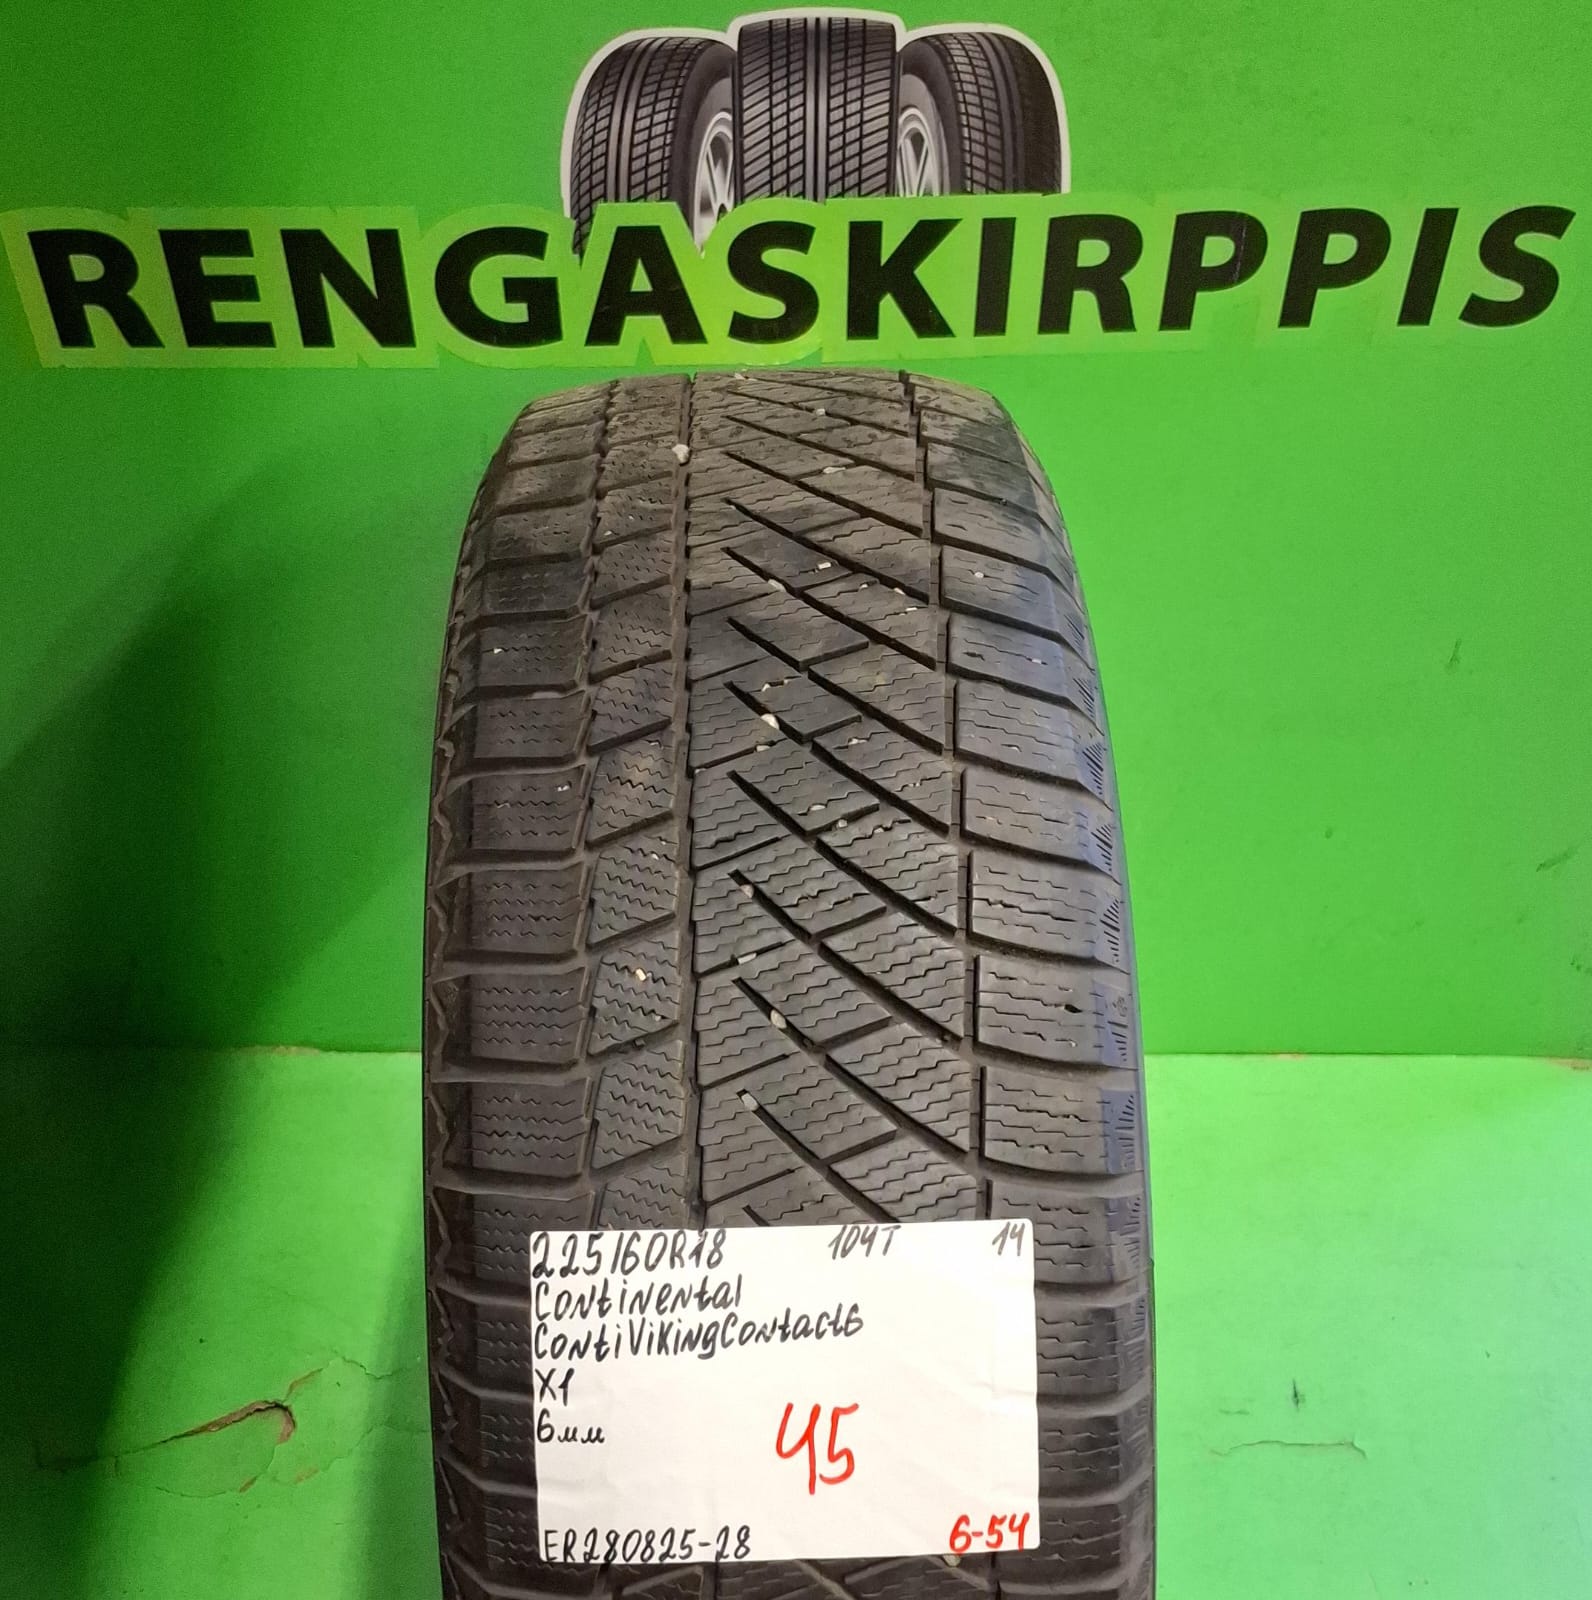 RENGASKIRPPIS
225/60R18 104T 14
Continental
ContiVikingContact6
X1
6мм
45
ER280825-28 6-54